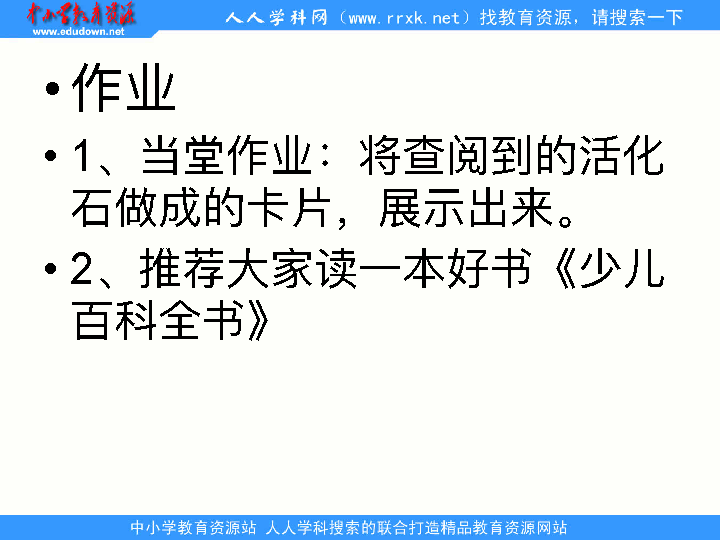 中小学教育资源
www.edudown.net
人人学科网（www.rrxk.net）找教育资源，请搜索一下
•作业
•1、当堂作业：将查阅到的活化
石做成的卡片，展示出来。
•2、推荐大家读一本好书《少儿
百科全书》
中小学教育资源站 人人学科搜索的联合打造精品教育资源网站